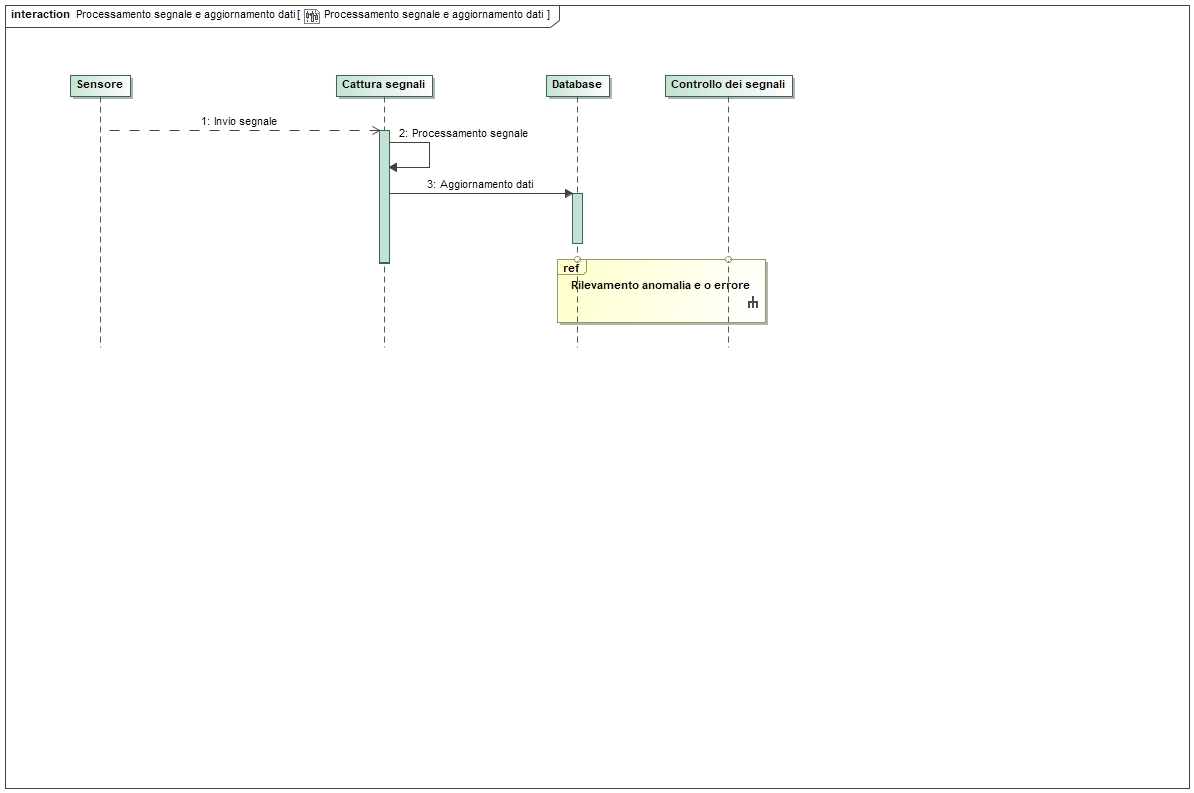 interaction Processamento segnale e aggiornamento dati[ Processamento segnale e aggiornamento dati ]
Sensore
Cattura segnali
Database
Controllo dei segnali
1: Invio segnale
2: Processamento segnale
3: Aggiornamento dati
ref
Rilevamento anomalia e o errore